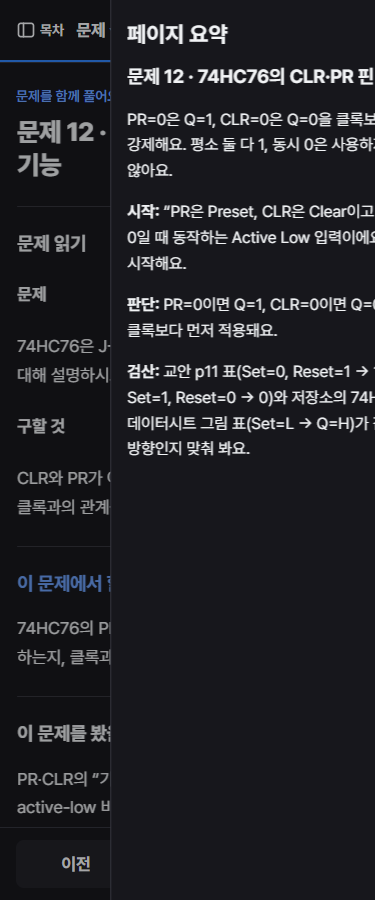 목차 문제
문제를 함께 풀어
문제 12 ·
기능
문제 읽기
문제
74HC76은 J-
대해 설명하시
구할 것
CLR와 PR가
클록과의 관계
이 문제에서
74HC76의 P
하는지, 클록과
이 문제를 봤
PR·CLR의 “기
active-low
이전
페이지 요약
문제 12 · 74HC76의 CLR·PR 핀
PR=0은 Q=1, CLR=0은 Q=0을 클록보
강제해요. 평소 둘 다 1, 동시 0은 사용하
않아요.
시작: “PR은 Preset, CLR은 Clear이고
0일 때 동작하는 Active Low 입력이에요
시작해요.
판단: PR=0이면 Q=1, CLR=0이면 Q=
클록보다 먼저 적용돼요.
검산: 교안 p11 표(Set=0, Reset=1 →
Set=1, Reset=0 → 0)와 저장소의 74H
데이터시트 그림 표(Set=L → Q=H)가
방향인지 맞춰 봐요.